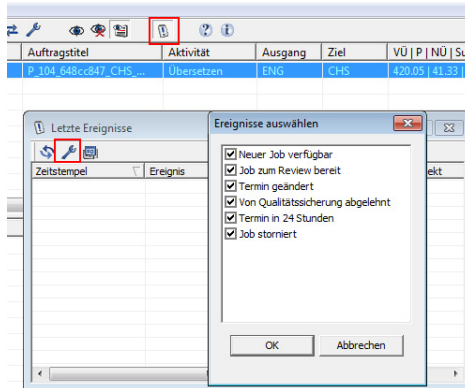 Auftragstitel Aktivität Ausgang Ziel VÜ | P | NÜ | Su
P_104_648cc847_CHS_... Übersetzen ENG CHS 420.05 | 41.33 |
Letzte Ereignisse
Ereignisse auswählen
Zeitstempel Ereignis ekt
Neuer Job verfügbar
Job zum Review bereit
Termin geändert
Von Qualitätssicherung abgelehnt
Termin in 24 Stunden
Job storniert
OK Abbrechen